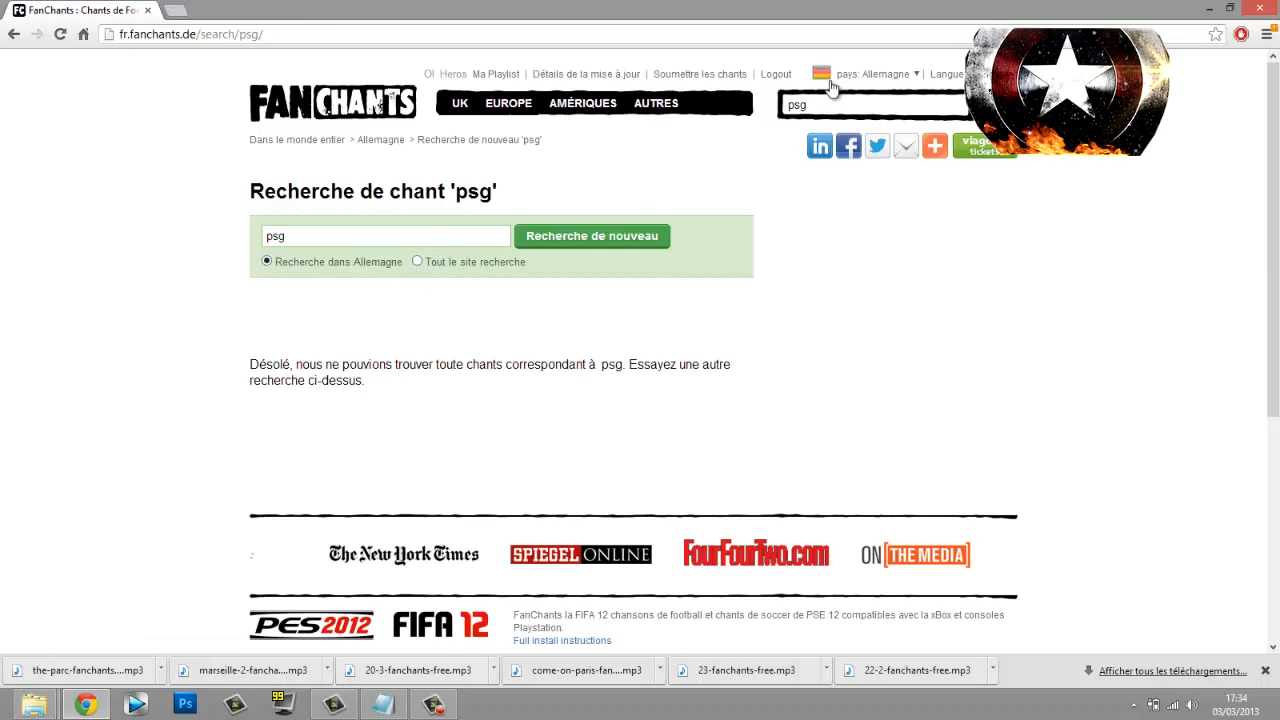 FanChants : Chants de Foo
fr.fanchants.de/search/psg/
Ol Heros Ma Playlist | Détails de la mise à jour | Soumettre les chants | Logout pays: Allemagne | Langue
FANCHANTS
UK EUROPE AMÉRIQUES AUTRES
psg
Dans le monde entier > Allemagne > Recherche de nouveau 'psg'
tickets
Recherche de chant 'psg'
psg Recherche de nouveau
Recherche dans Allemagne Tout le site recherche
Désolé, nous ne pouvions trouver toute chants correspondant à psg. Essayez une autre
recherche ci-dessus.
The New York Times SPIEGEL ONLINE FourFourTwo.com ON [THE MEDIA]
PES2012 FIFA 12
FanChants la FIFA 12 chansons de football et chants de soccer de PSE 12 compatibles avec la xBox et consoles
Playstation.
Full install instructions
the-parc-fanchants....mp3 marseille-2-fancha....mp3 20-3-fanchants-free.mp3 come-on-paris-fan....mp3 23-fanchants-free.mp3 22-2-fanchants-free.mp3 Afficher tous les téléchargements...
99
17:34
03/03/2013